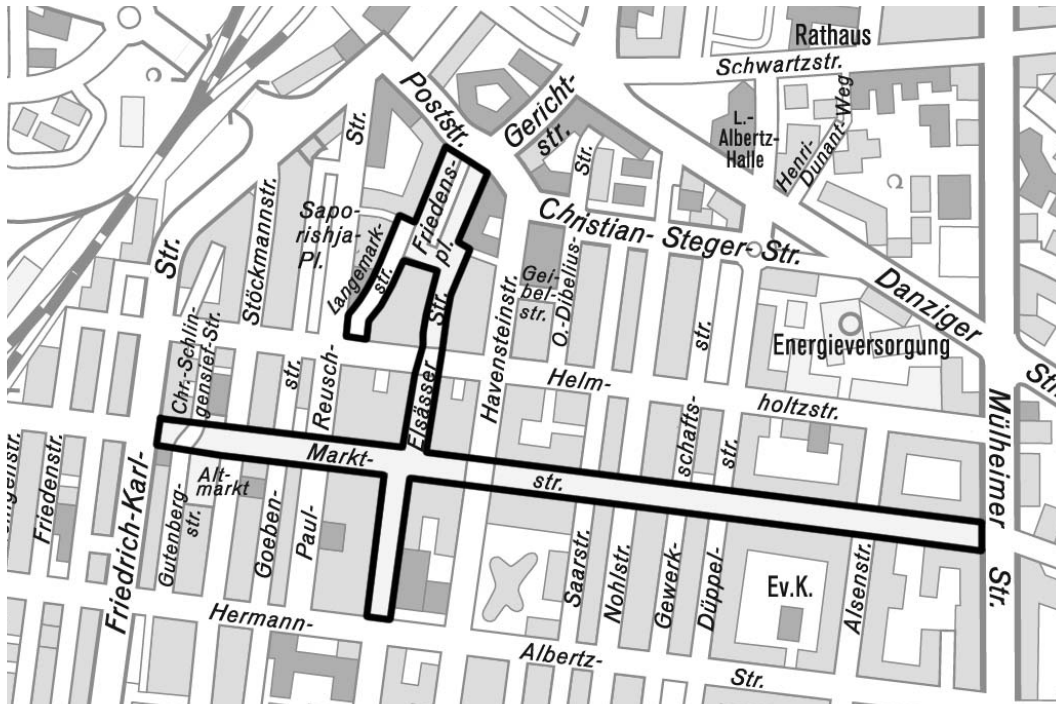 Rathaus
Schwartzstr.
Poststr.
Gericht-
str.
L.-
Albertz-
Halle
Henri-
Dunant-Weg
Str.
Str.
Friedens-
pl.
Sapo-
rishja-
Pl.
Langemark-
str.
Christian- Steger- Str.
Str.
Stöckmannstr.
Gei-
bel-
str.
O.-Dibelius-
Danziger
Str.
Energieversorgung
Chr.-Schlin-
gensief-Str.
str.
Reusch-
Elsässer
Str.
Havensteinstr.
Helm-
holtzstr.
str.
schafts-
str.
Mülheimer
Str.
Friedenstr.
Friedrich-Karl-
Markt-
str.
Alt-
markt
Gutenberg-
str.
Goeben-
Paul-
Saarstr.
Nohlstr.
Gewerk-
Düppel-
Ev.K.
Alsenstr.
Hermann-
Albertz-
Str.